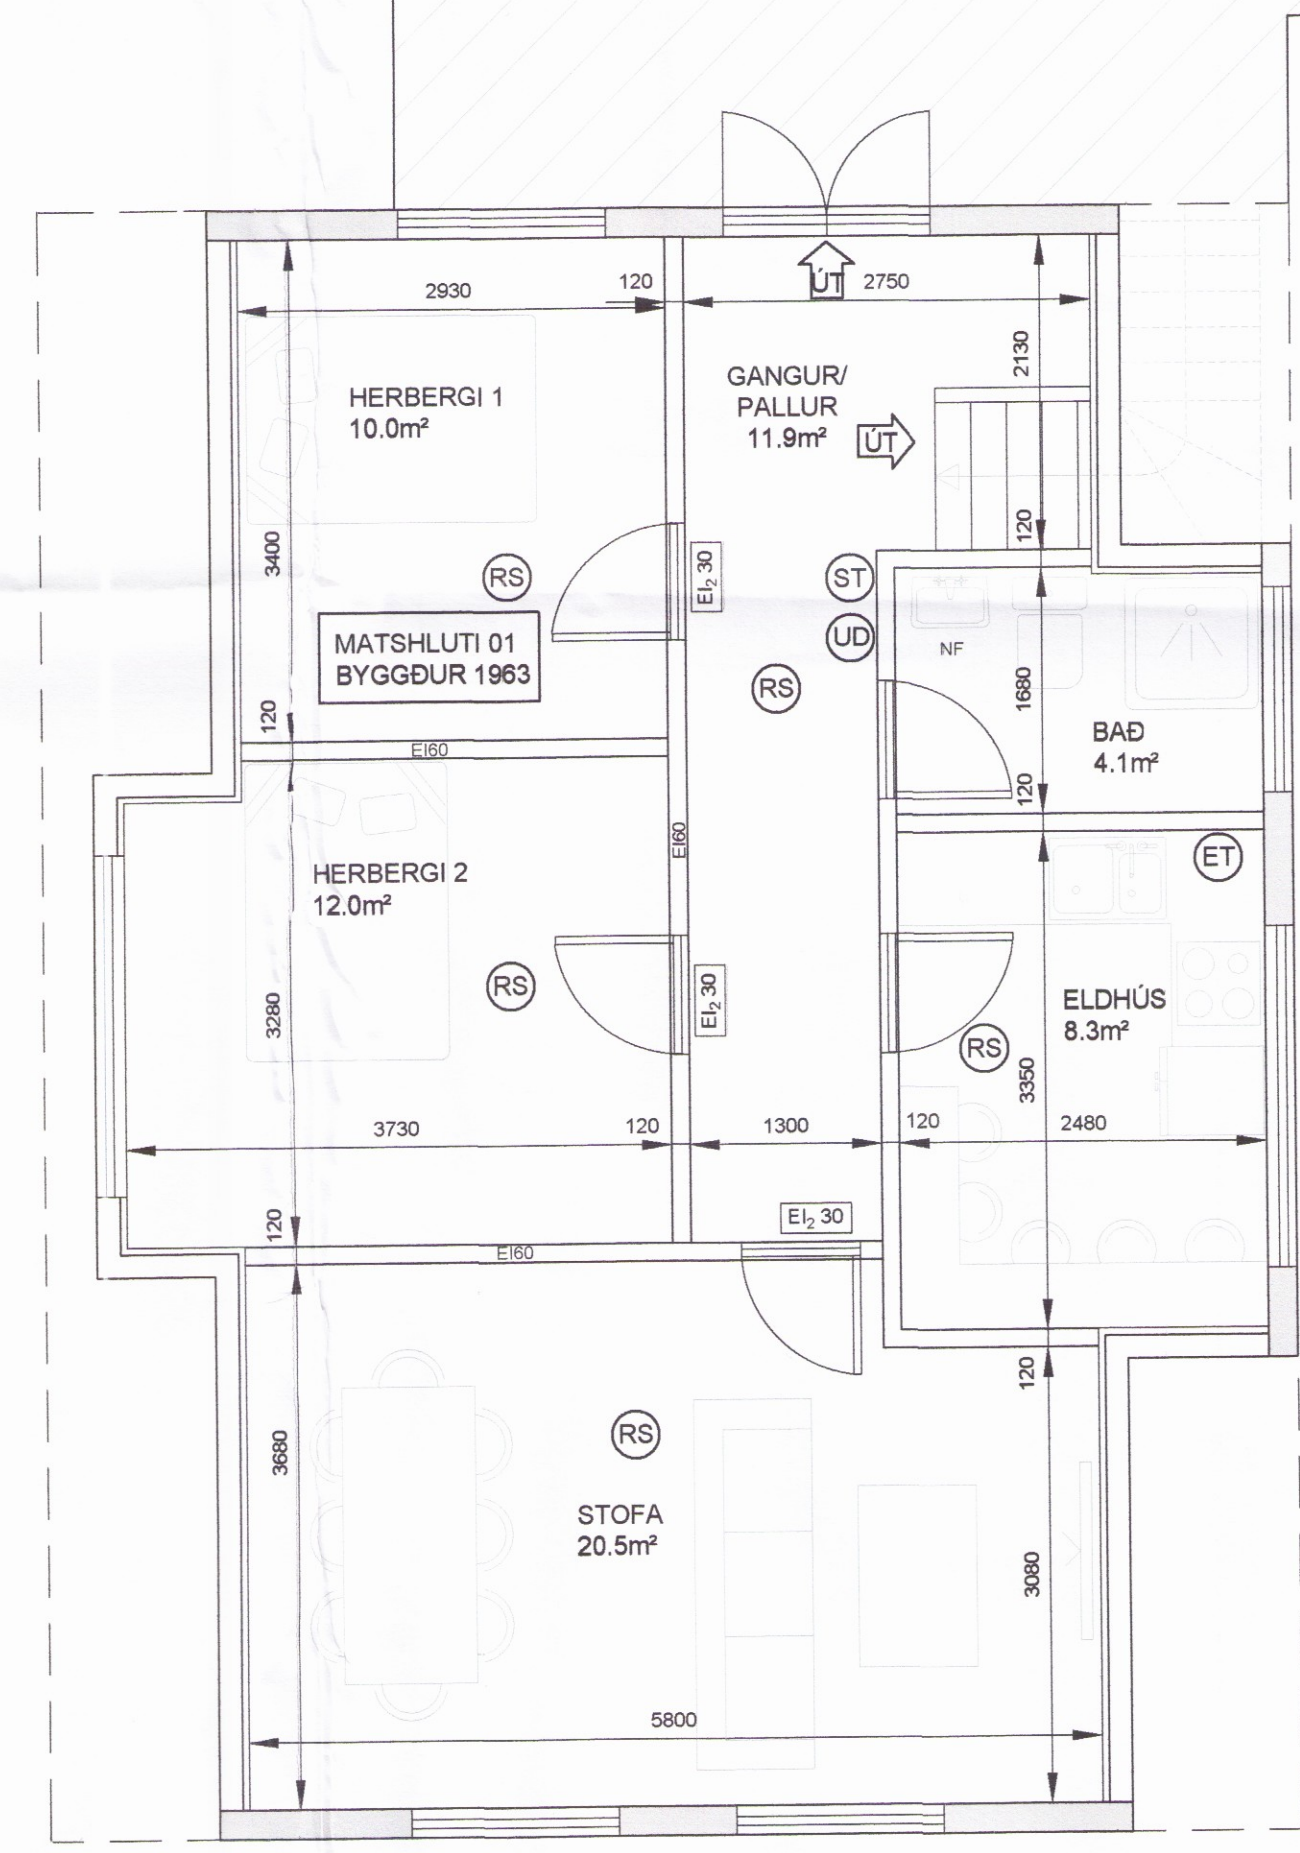 2930
120
ÚT
2750
2130
HERBERGI 1
10.0m²
GANGUR/
PALLUR
11.9m²
ÚT
3400
120
RS
EI₂ 30
ST
UD
NF
MATSHLUTI 01
BYGGÐUR 1963
RS
1680
BAÐ
4.1m²
120
EI60
120
EI60
ET
HERBERGI 2
12.0m²
RS
EI₂ 30
ELDHÚS
8.3m²
RS
3280
3350
3730
120
1300
120
2480
120
EI₂ 30
EI60
120
3680
RS
STOFA
20.5m²
3080
5800